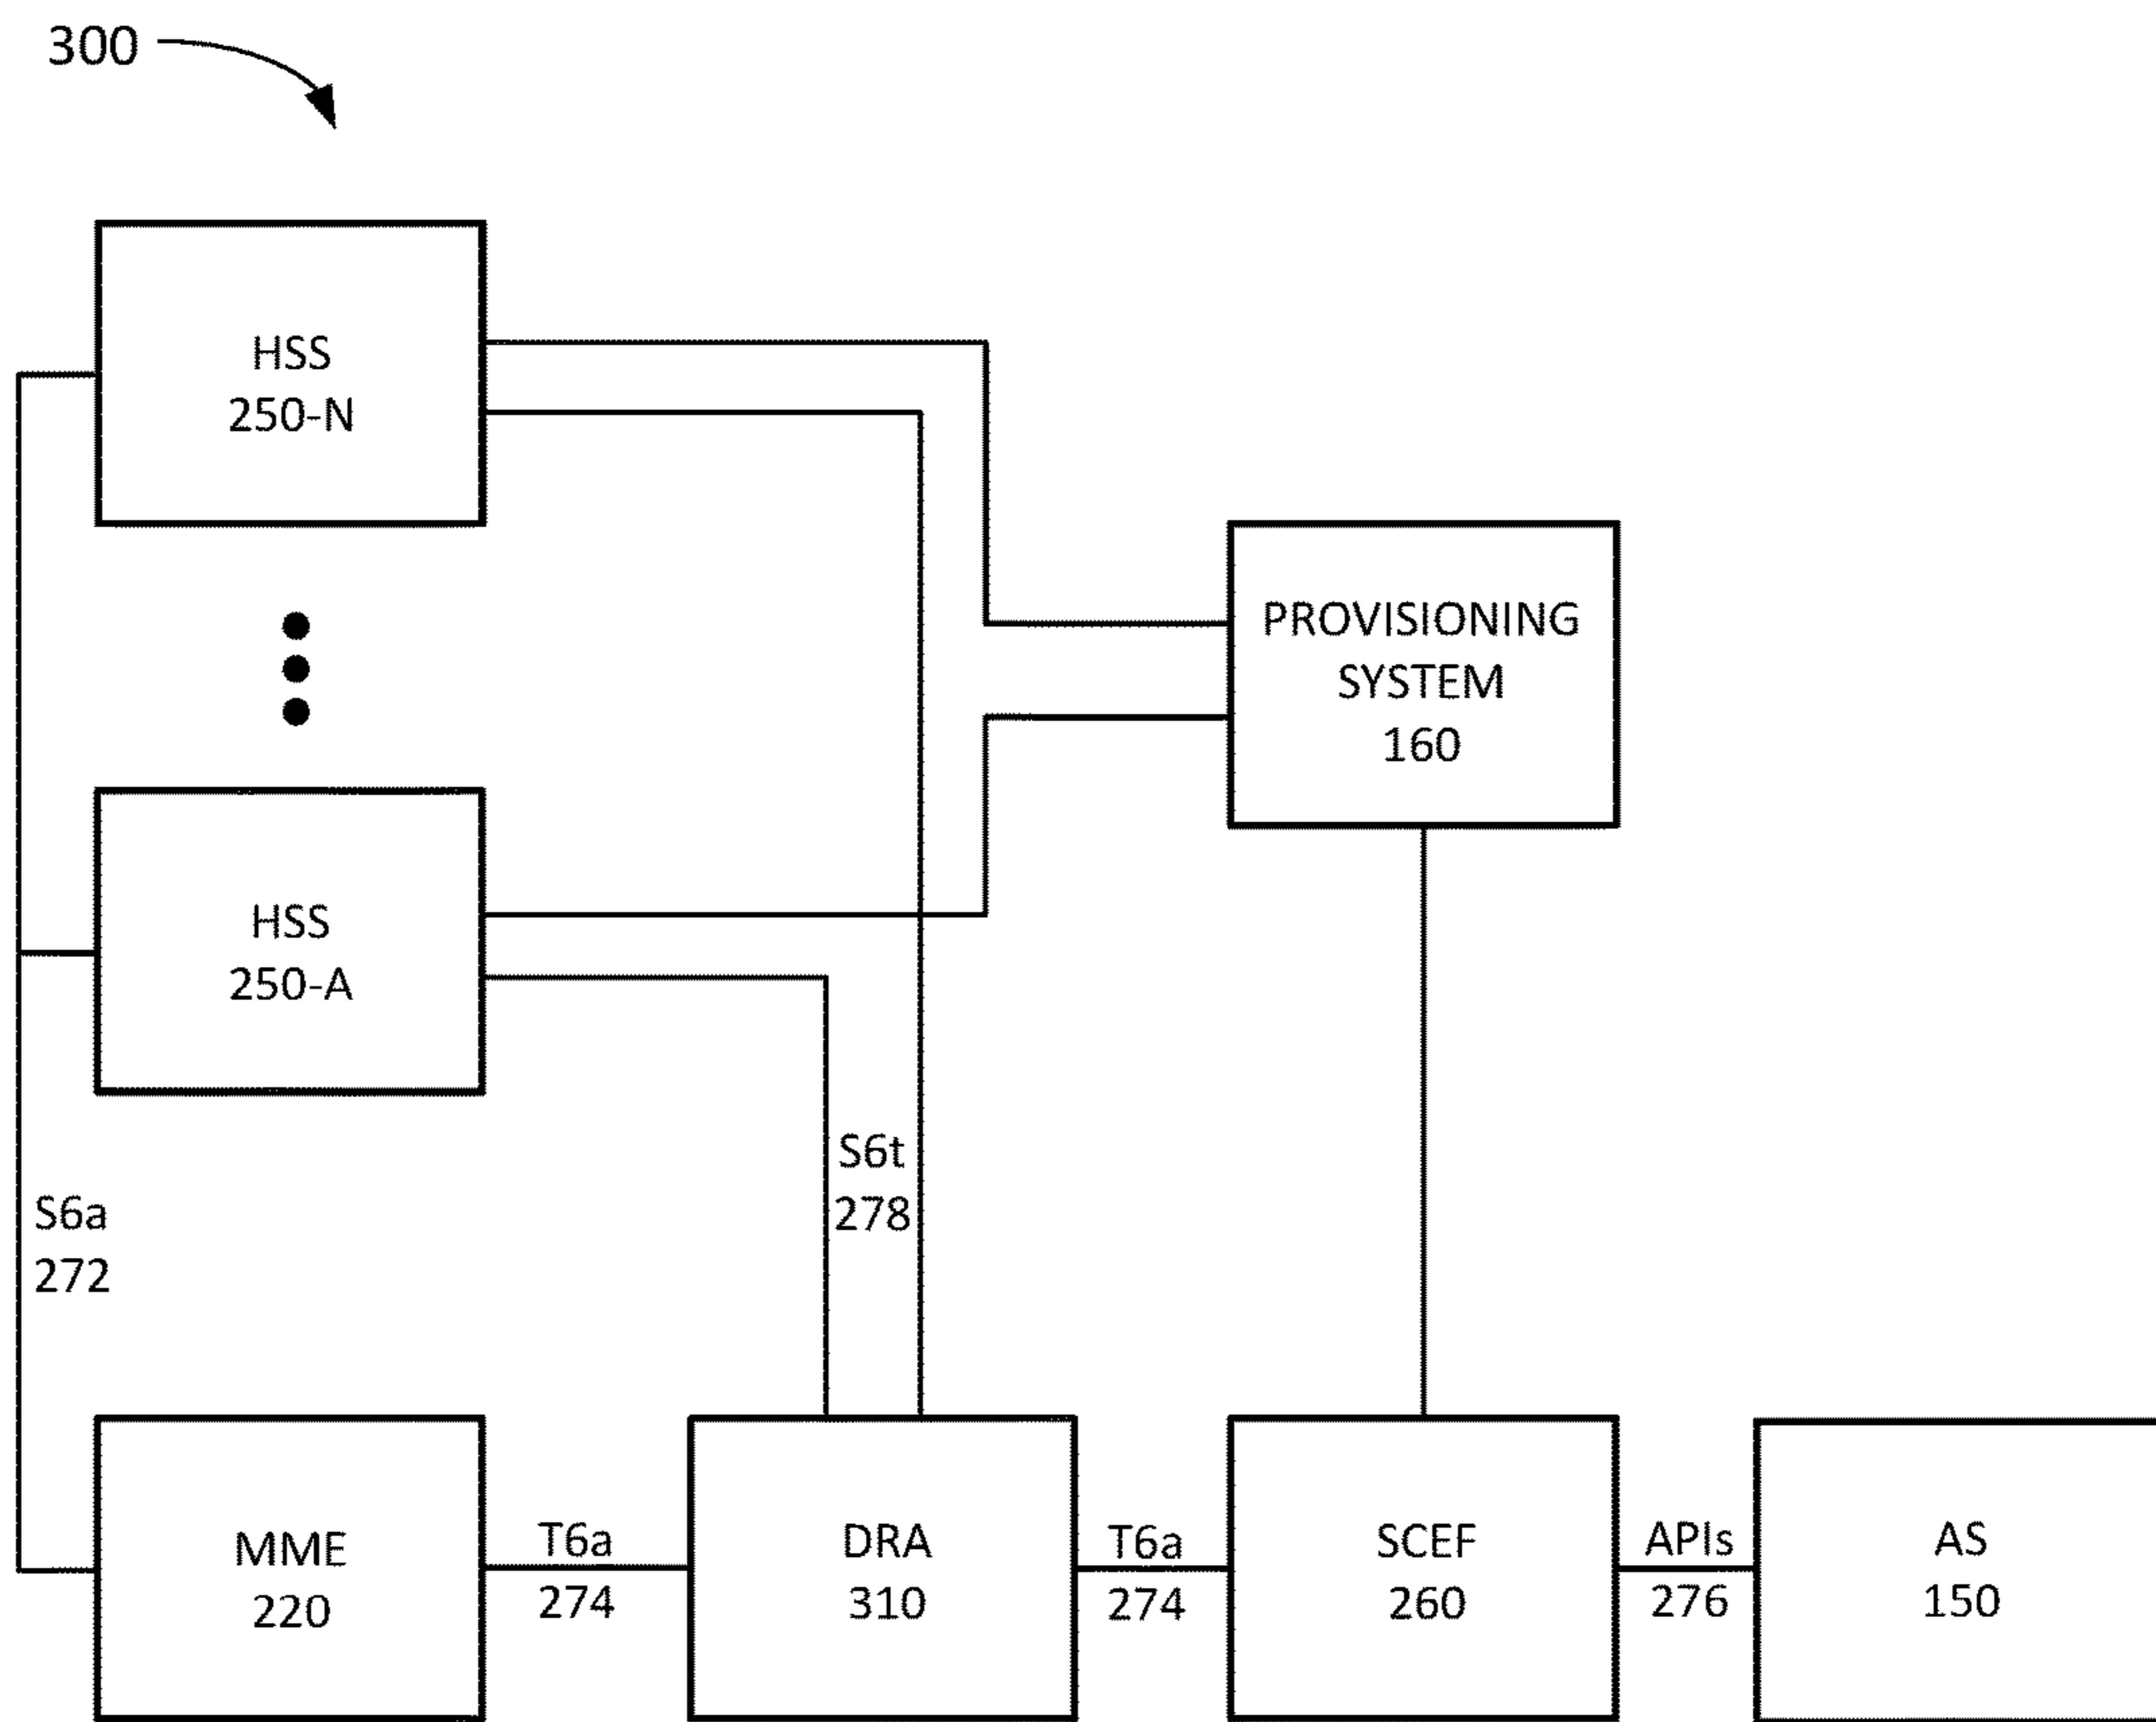 300
HSS
250-N
PROVISIONING
SYSTEM
160
HSS
250-A
S6t
278
S6a
272
MME
220
T6a
274
DRA
310
T6a
274
SCEF
260
APIs
276
AS
150